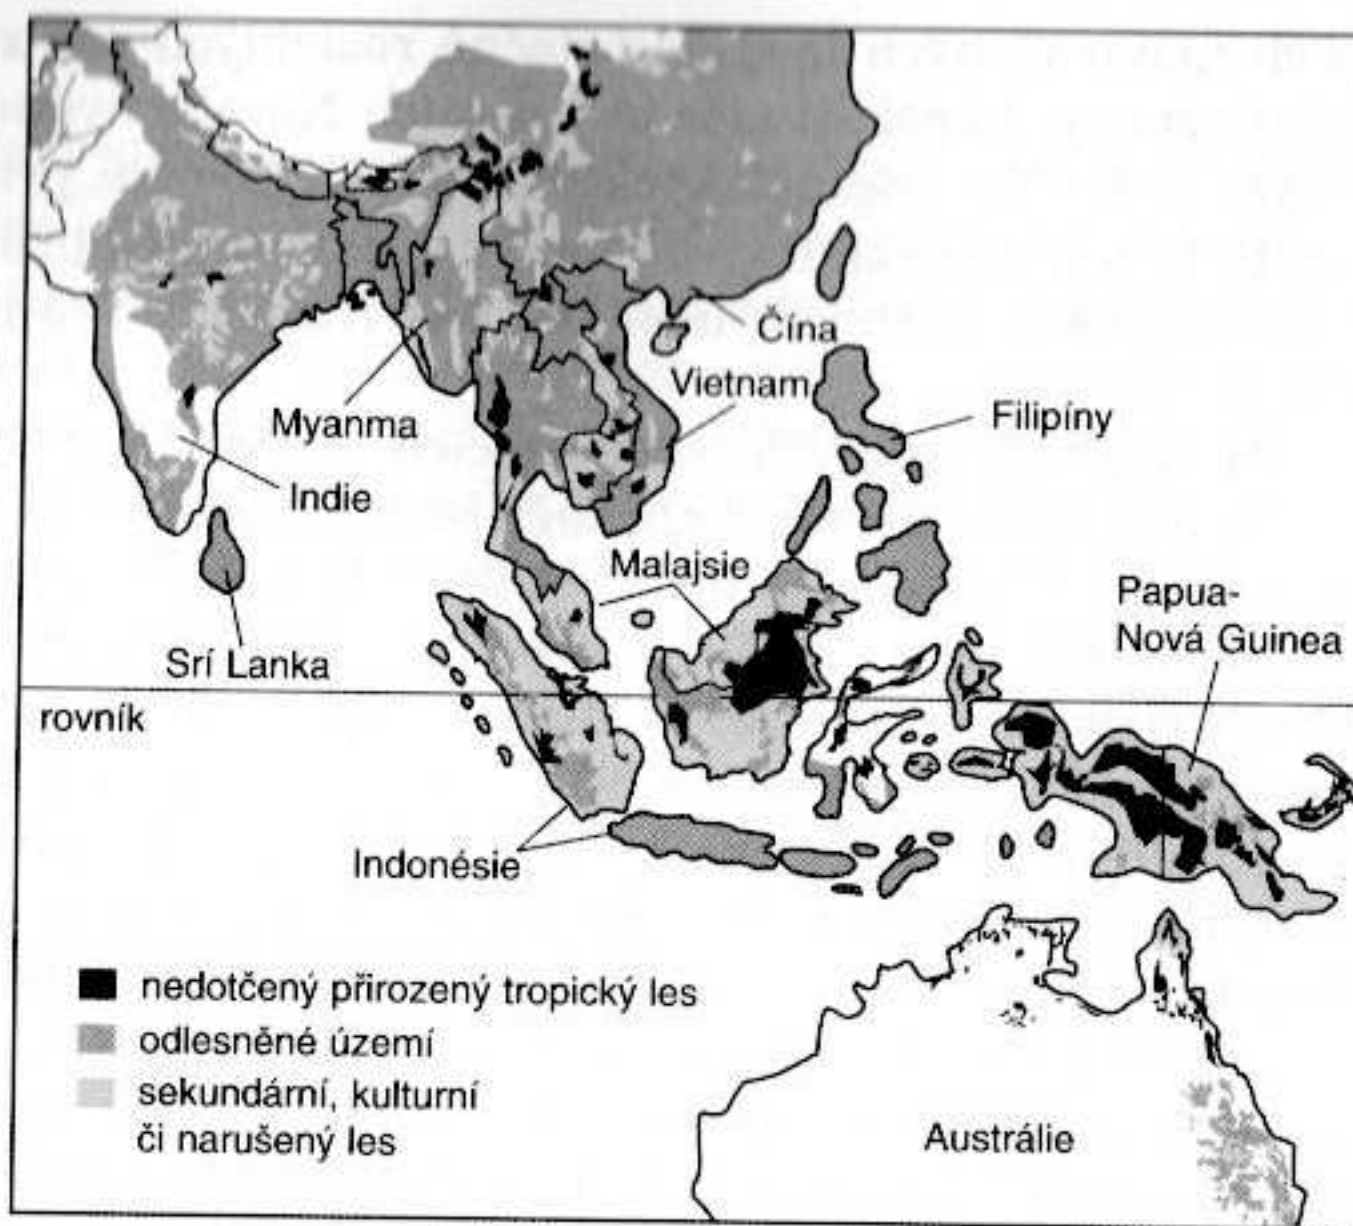 Čína
Vietnam
Filipíny
Myanma
Indie
Malajsie
Papua-
Nová Guinea
Srí Lanka
rovník
Indonésie
nedotčený přirozený tropický les
odlesněné území
sekundární, kulturní
či narušený les
Austrálie